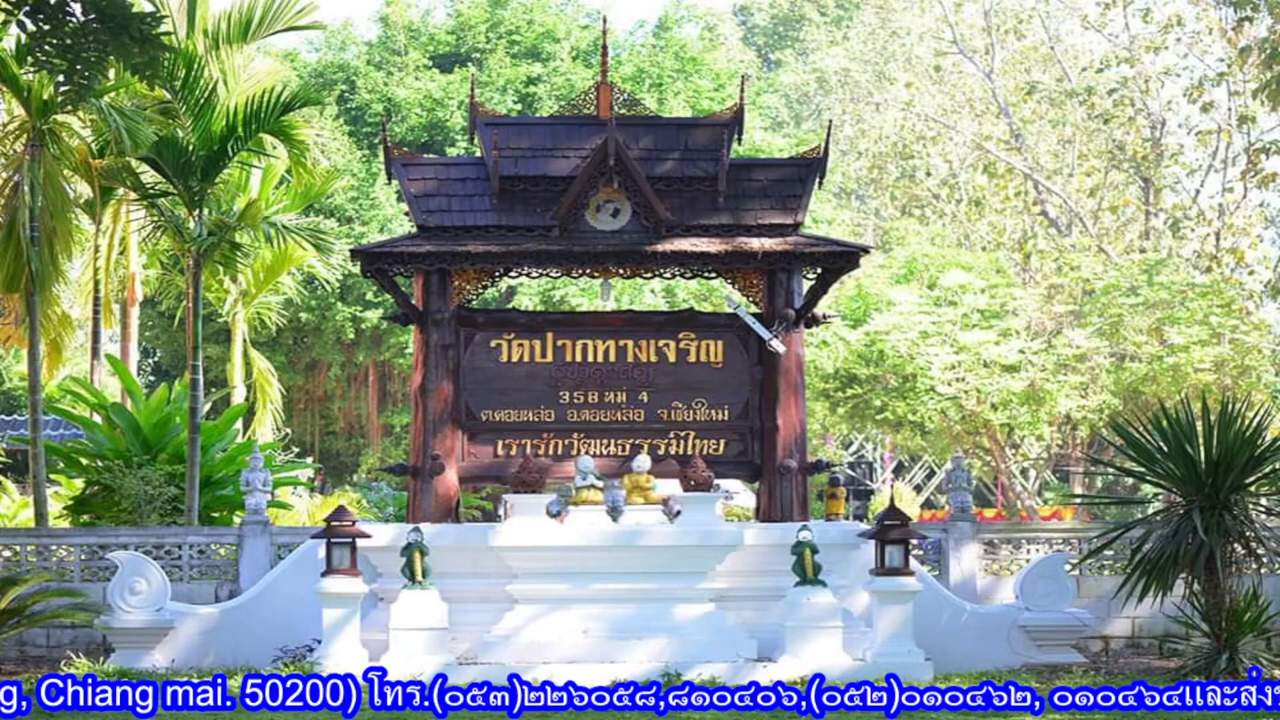 วัดปากทางเจริญ
358 หมู่ 4
ต.ดอยหล่อ อ.ดอยหล่อ จ.เชียงใหม่
เรารักวัฒนธรรมไทย
g, Chiang mai. 50200) โทร.(๐๕๓)๒๒๖๐๕๘,๘๑๐๔๐๖,(๐๕๒)๐๑๐๔๖๒, ๐๑๐๔๖๔และส่ง